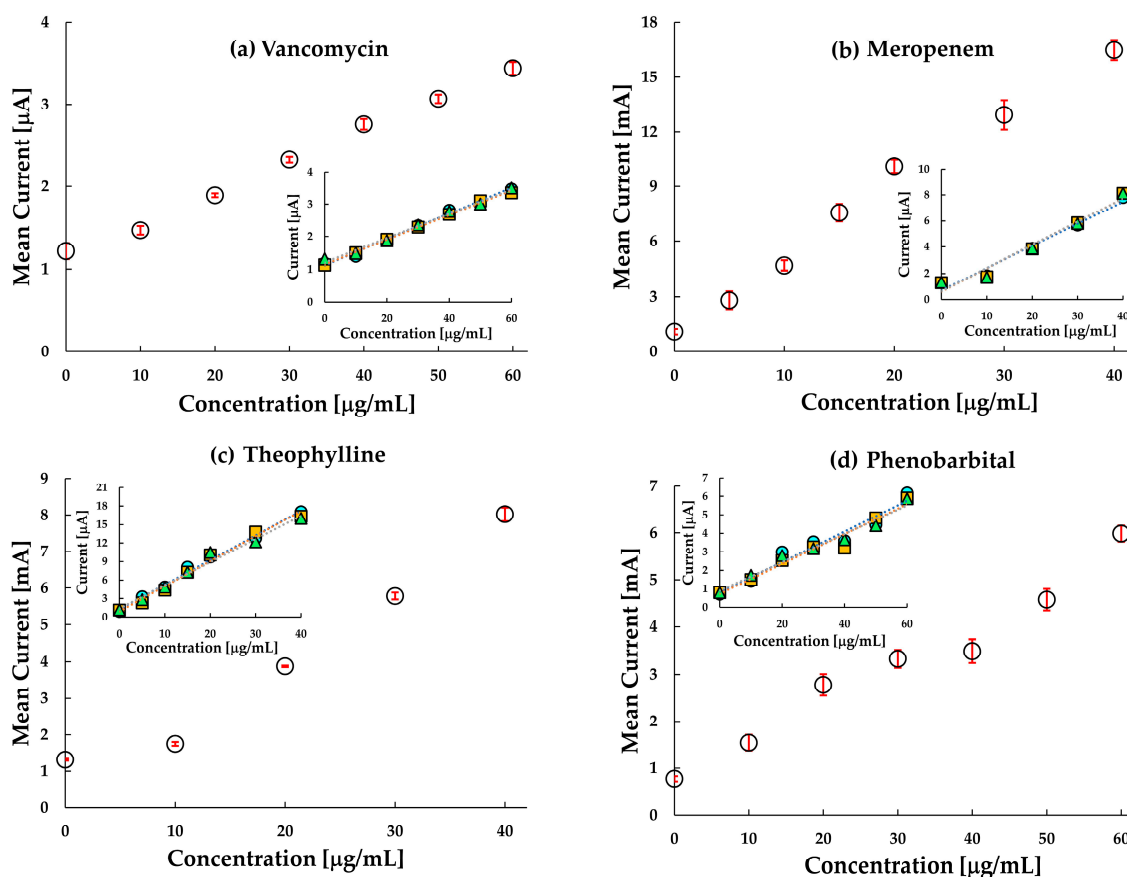 (a) Vancomycin
Mean Current [µA]
4
3
2
1
0
0 10 20 30 40 50 60
Concentration [µg/mL]
Current [µA]
4
3
2
1
0
0 20 40 60
Concentration [µg/mL]
(b) Meropenem
Mean Current [mA]
18
15
12
9
6
3
0
0 10 20 30 40
Concentration [µg/mL]
Current [µA]
10
8
6
4
2
0
0 10 20 30 40
Concentration [µg/mL]
(c) Theophylline
Mean Current [mA]
9
8
7
6
5
4
3
2
1
0
0 10 20 30 40
Concentration [µg/mL]
Current [µA]
21
18
15
12
9
6
3
0
0 10 20 30 40
Concentration [µg/mL]
(d) Phenobarbital
Mean Current [mA]
7
6
5
4
3
2
1
0
0 10 20 30 40 50 60
Concentration [µg/mL]
Current [µA]
7
6
5
4
3
2
1
0
0 20 40 60
Concentration [µg/mL]